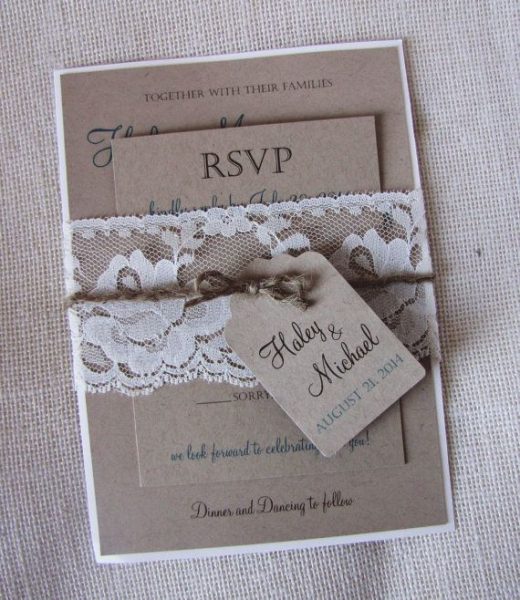 TOGETHER WITH THEIR FAMILIES
RSVP
Haley &
Michael
AUGUST 21, 2014
SORRY
we look forward to celebrating you!
Dinner and Dancing to follow